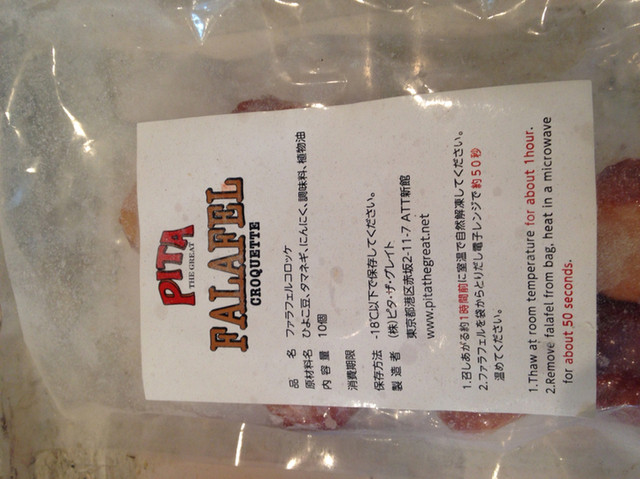 PITA
THE GREAT
FALAFEL
CROQUETTE
品 名 ファラフェルコロッケ
原材料名 ひよこ豆、タマネギ、にんにく、調味料、植物油
内 容 量 10個
消費期限
保存方法 -18℃以下で保存してください。
製 造 者 (株)ピタ・ザ・グレイト
東京都港区赤坂2-11-7 ATT新館
www.pitathegreat.net
1.召しあがる約1時間前に室温で自然解凍してください。
2.ファラフェルを袋からとりだし電子レンジで約50秒
温めてください。
1.Thaw at room temperature for about 1hour.
2.Remove falafel from bag, heat in a microwave
for about 50 seconds.